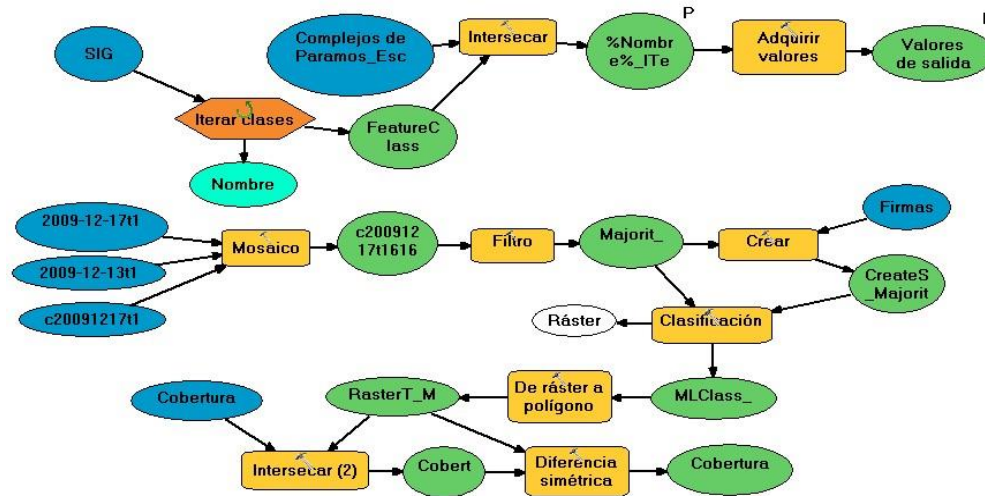 P
SIG
Complejos de
Paramos_Esc
Intersecar
%Nombr
e%_ITe
Adquirir
valores
Valores
de salida
Iterar clases
FeatureC
lass
Nombre
2009-12-17t1
2009-12-13t1
c20091217t1
Mosaico
c200912
17t1616
Filtro
Majorit_
Crear
Firmas
CreateS
_Majorit
Ráster
Clasificación
MLClass_
De ráster a
polígono
RasterT_M
Cobertura
Intersecar (2)
Cobert
Diferencia
simétrica
Cobertura